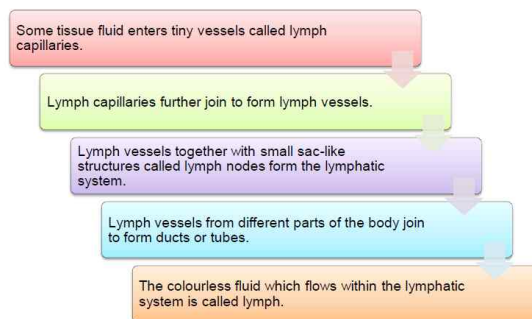 Some tissue fluid enters tiny vessels called lymph
capillaries.
Lymph capillaries further join to form lymph vessels.
Lymph vessels together with small sac-like
structures called lymph nodes form the lymphatic
system.
Lymph vessels from different parts of the body join
to form ducts or tubes.
The colourless fluid which flows within the lymphatic
system is called lymph.